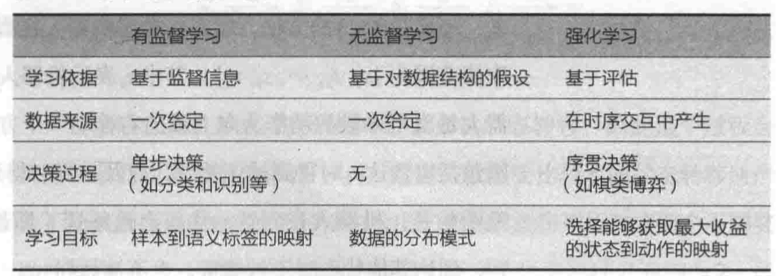 有监督学习 无监督学习 强化学习
学习依据 基于监督信息 基于对数据结构的假设 基于评估
数据来源 一次给定 一次给定 在时序交互中产生
决策过程 单步决策 无 序贯决策
（如分类和识别等） （如棋类博弈）
学习目标 样本到语义标签的映射 数据的分布模式 选择能够获取最大收益
的状态到动作的映射